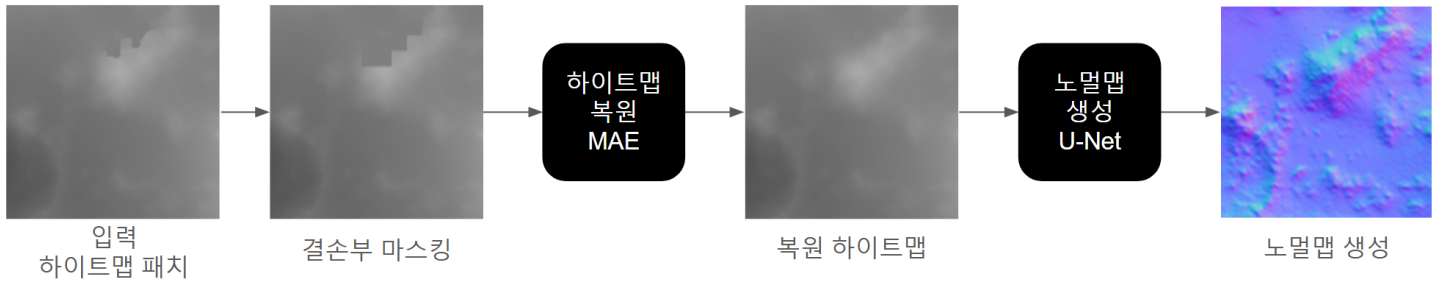 입력
하이트맵 패치
결손부 마스킹
하이트맵
복원
MAE
복원 하이트맵
노멀맵
생성
U-Net
노멀맵 생성